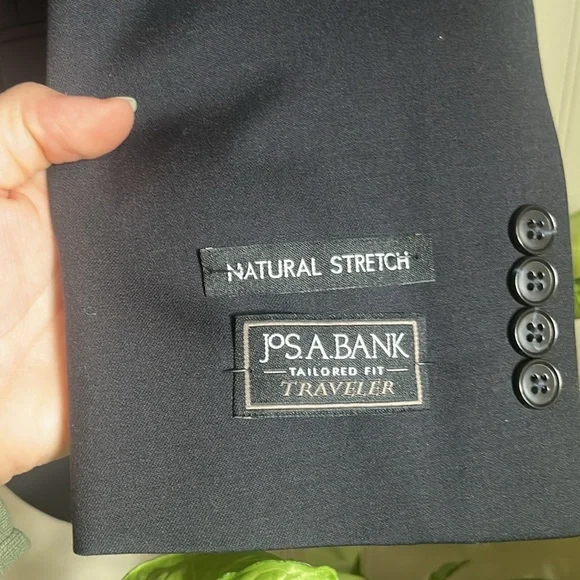 NATURAL STRETCH
JoS.A.BANK
TAILORED FIT
TRAVELER